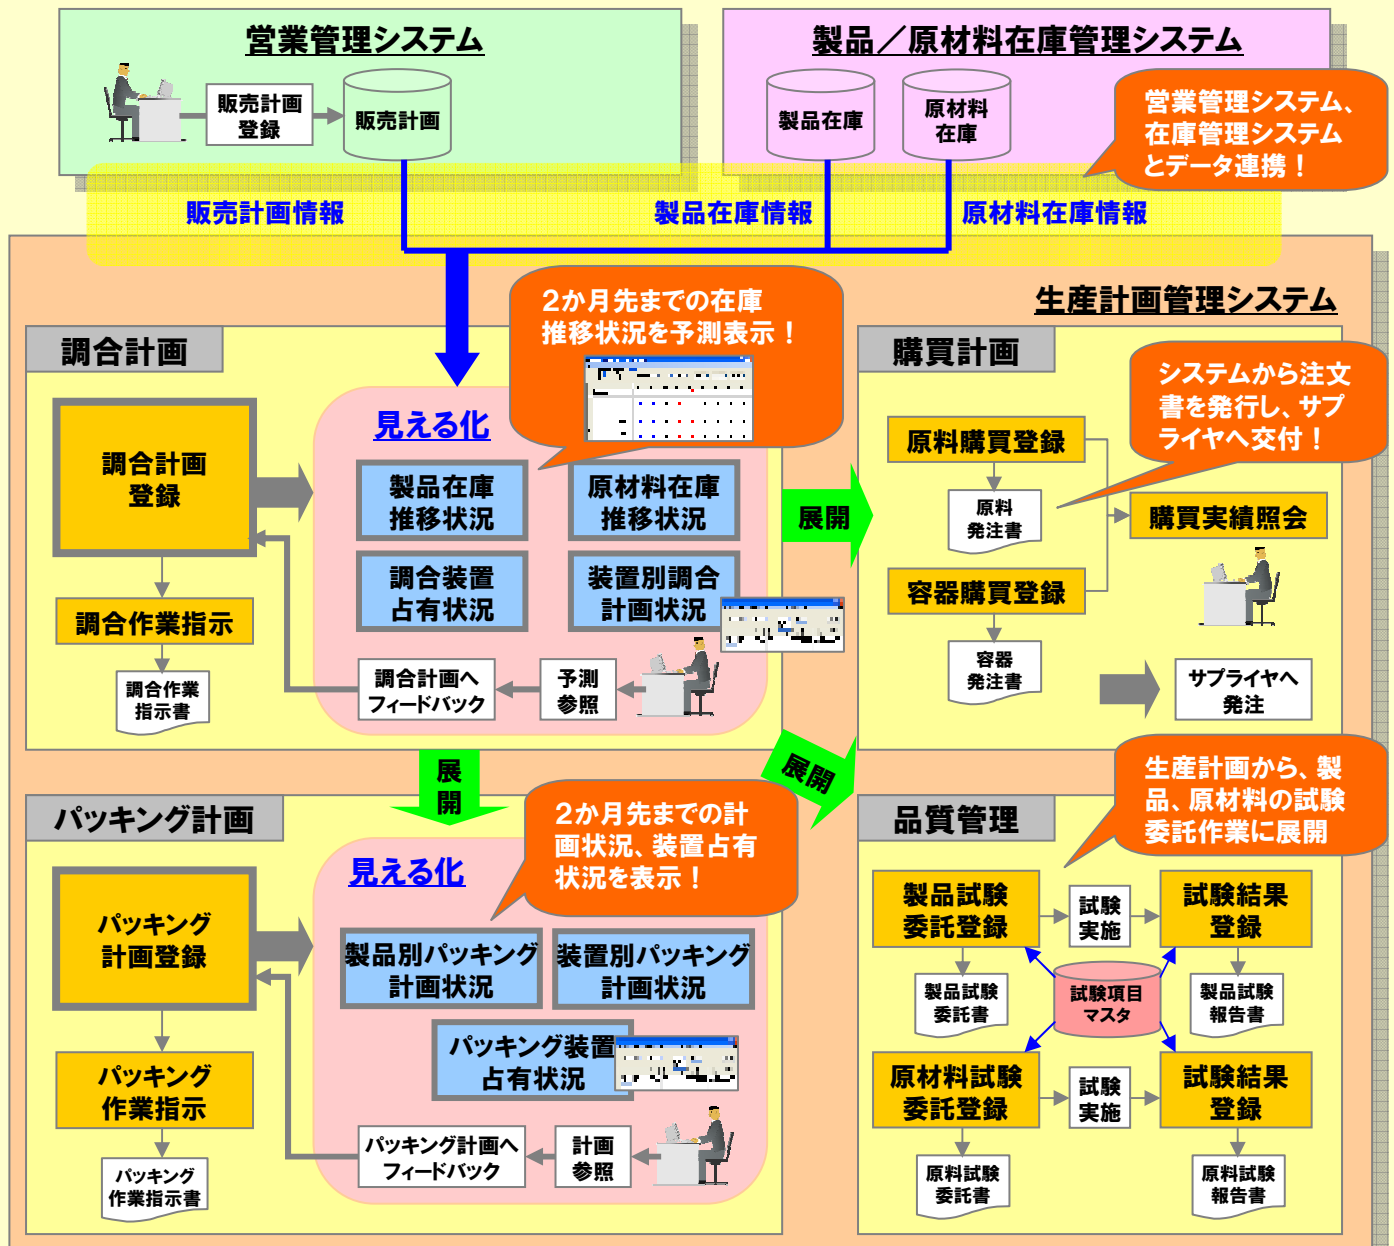 営業管理システム
販売計画
登録
販売計画
製品／原材料在庫管理システム
製品在庫
原材料
在庫
営業管理システム、
在庫管理システム
とデータ連携！
販売計画情報
製品在庫情報
原材料在庫情報
生産計画管理システム
調合計画
調合計画
登録
調合作業指示
調合作業
指示書
見える化
2か月先までの在庫
推移状況を予測表示！
製品在庫
推移状況
原材料在庫
推移状況
調合装置
占有状況
装置別調合
計画状況
調合計画へ
フィードバック
予測
参照
展開
購買計画
システムから注文
書を発行し、サプ
ライヤへ交付！
原料購買登録
原料
発注書
購買実績照会
容器購買登録
容器
発注書
サプライヤへ
発注
展
開
展開
パッキング計画
パッキング
計画登録
パッキング
作業指示
パッキング
作業指示書
見える化
2か月先までの計
画状況、装置占有
状況を表示！
製品別パッキング
計画状況
装置別パッキング
計画状況
パッキング装置
占有状況
パッキング計画へ
フィードバック
計画
参照
品質管理
生産計画から、製
品、原材料の試験
委託作業に展開
製品試験
委託登録
試験
実施
試験結果
登録
製品試験
委託書
試験項目
マスタ
製品試験
報告書
原材料試験
委託登録
試験
実施
試験結果
登録
原料試験
委託書
原料試験
報告書